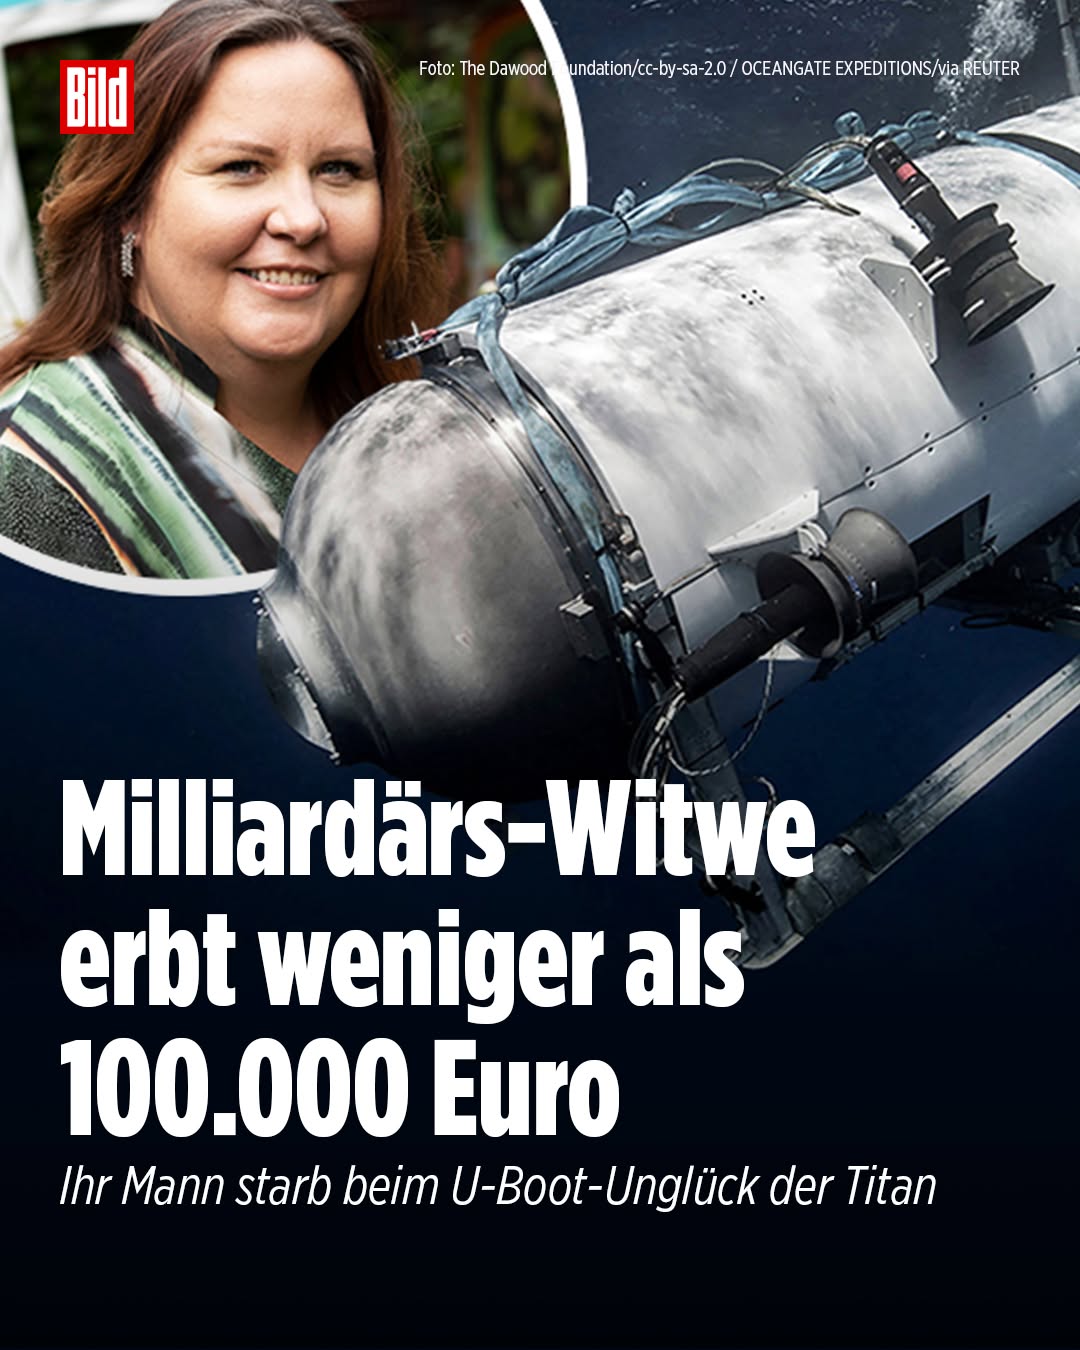 Bild
Foto: The Dawood undation/cc-by-sa-2.0 / OCEANGATE EXPEDITIONS/via REUTER
Milliardärs-Witwe
erbt weniger als
100.000 Euro
Ihr Mann starb beim U-Boot-Unglück der Titan